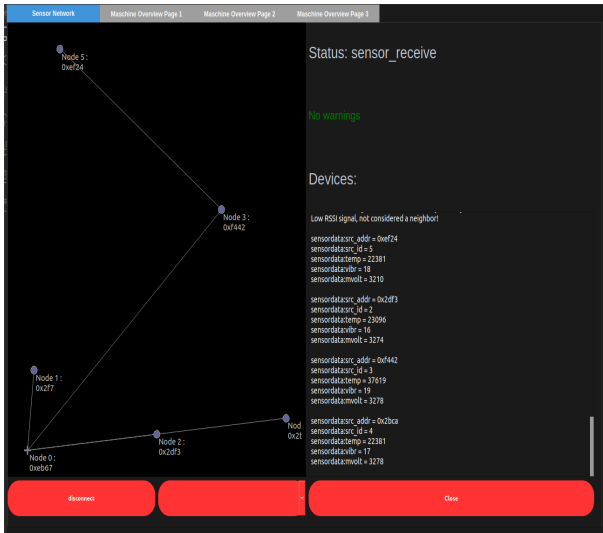 Sensor Network
Maschine Overview Page 1
Maschine Overview Page 2
Maschine Overview Page 3
Node 5 :
0xef24
Node 3 :
0xf442
Node 1 :
0x2f7
Node 0 :
0xeb67
Node 2 :
0x2df3
Nod
Status: sensor_receive
No warnings
Devices:
Low RSSI signal, not considered a neighbor!
sensordata:src_addr = 0xef24
sensordata:src_id = 5
sensordata:temp = 22381
sensordata:vibr = 18
sensordata:mvolt = 3210
sensordata:src_addr = 0x2df3
sensordata:src_id = 2
sensordata:temp = 23096
sensordata:vibr = 16
sensordata:mvolt = 3274
sensordata:src_addr = 0xf442
sensordata:src_id = 3
sensordata:temp = 37619
sensordata:vibr = 19
sensordata:mvolt = 3278
sensordata:src_addr = 0x2bca
sensordata:src_id = 4
sensordata:temp = 22381
sensordata:vibr = 17
sensordata:mvolt = 3278
disconnect
Close